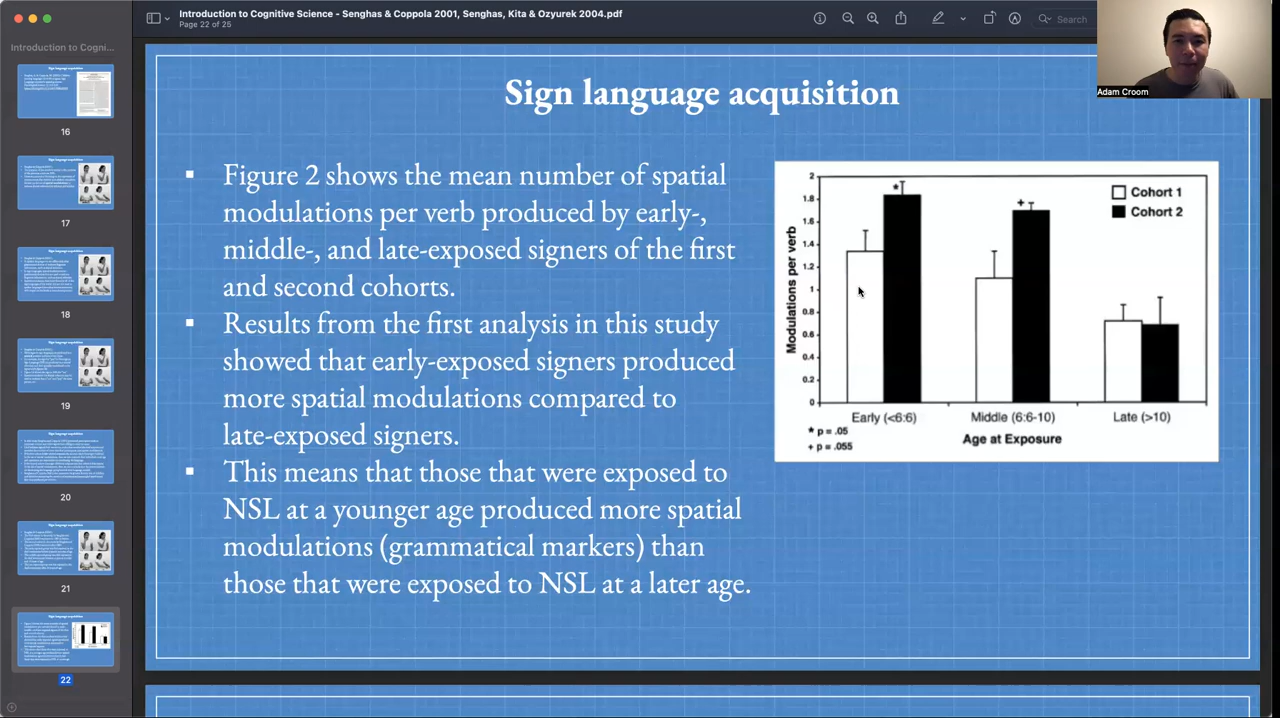 Introduction to Cognitive Science - Senghas & Coppola 2001, Senghas, Kita & Ozyurek 2004.pdf
Page 22 of 25
Search
Adam Croom
Introduction to Cogni...
16
17
18
19
20
21
22
Sign language acquisition
▪ Figure 2 shows the mean number of spatial
modulations per verb produced by early-,
middle-, and late-exposed signers of the first
and second cohorts.
▪ Results from the first analysis in this study
showed that early-exposed signers produced
more spatial modulations compared to
late-exposed signers.
▪ This means that those that were exposed to
NSL at a younger age produced more spatial
modulations (grammatical markers) than
those that were exposed to NSL at a later age.
Modulations per verb
2
1.8
1.6
1.4
1.2
1
0.8
0.6
0.4
0.2
0
*
+
Cohort 1
Cohort 2
Early (<6:6)
Middle (6:6-10)
Late (>10)
Age at Exposure
* p = .05
+ p = .055